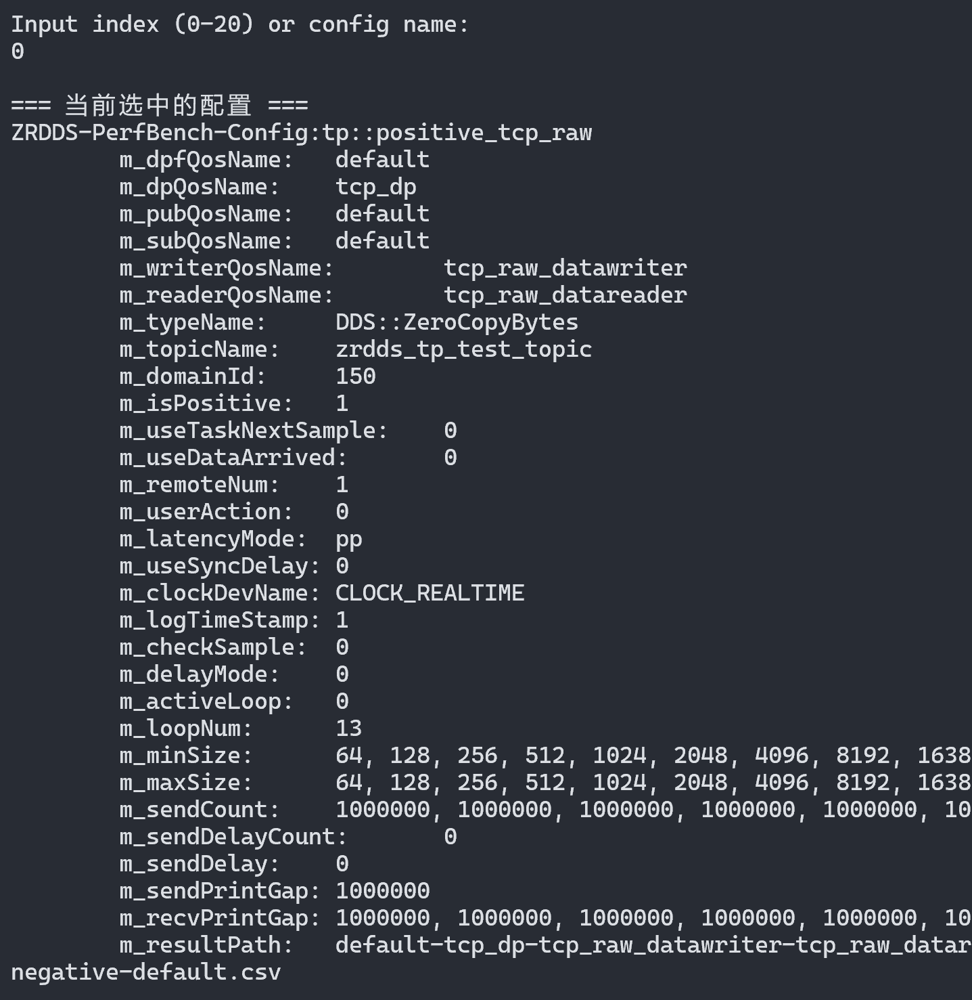 Input index (0-20) or config name:
0
=== 当前选中的配置 ===
ZRDDS-PerfBench-Config:tp::positive_tcp_raw
m_dpfQosName: default
m_dpQosName: tcp_dp
m_pubQosName: default
m_subQosName: default
m_writerQosName: tcp_raw_datawriter
m_readerQosName: tcp_raw_datareader
m_typeName: DDS::ZeroCopyBytes
m_topicName: zrdds_tp_test_topic
m_domainId: 150
m_isPositive: 1
m_useTaskNextSample: 0
m_useDataArrived: 0
m_remoteNum: 1
m_userAction: 0
m_latencyMode: pp
m_useSyncDelay: 0
m_clockDevName: CLOCK_REALTIME
m_logTimeStamp: 1
m_checkSample: 0
m_delayMode: 0
m_activeLoop: 0
m_loopNum: 13
m_minSize: 64, 128, 256, 512, 1024, 2048, 4096, 8192, 1638
m_maxSize: 64, 128, 256, 512, 1024, 2048, 4096, 8192, 1638
m_sendCount: 1000000, 1000000, 1000000, 1000000, 1000000, 10
m_sendDelayCount: 0
m_sendDelay: 0
m_sendPrintGap: 1000000
m_recvPrintGap: 1000000, 1000000, 1000000, 1000000, 1000000, 10
m_resultPath: default-tcp_dp-tcp_raw_datawriter-tcp_raw_datar
negative-default.csv